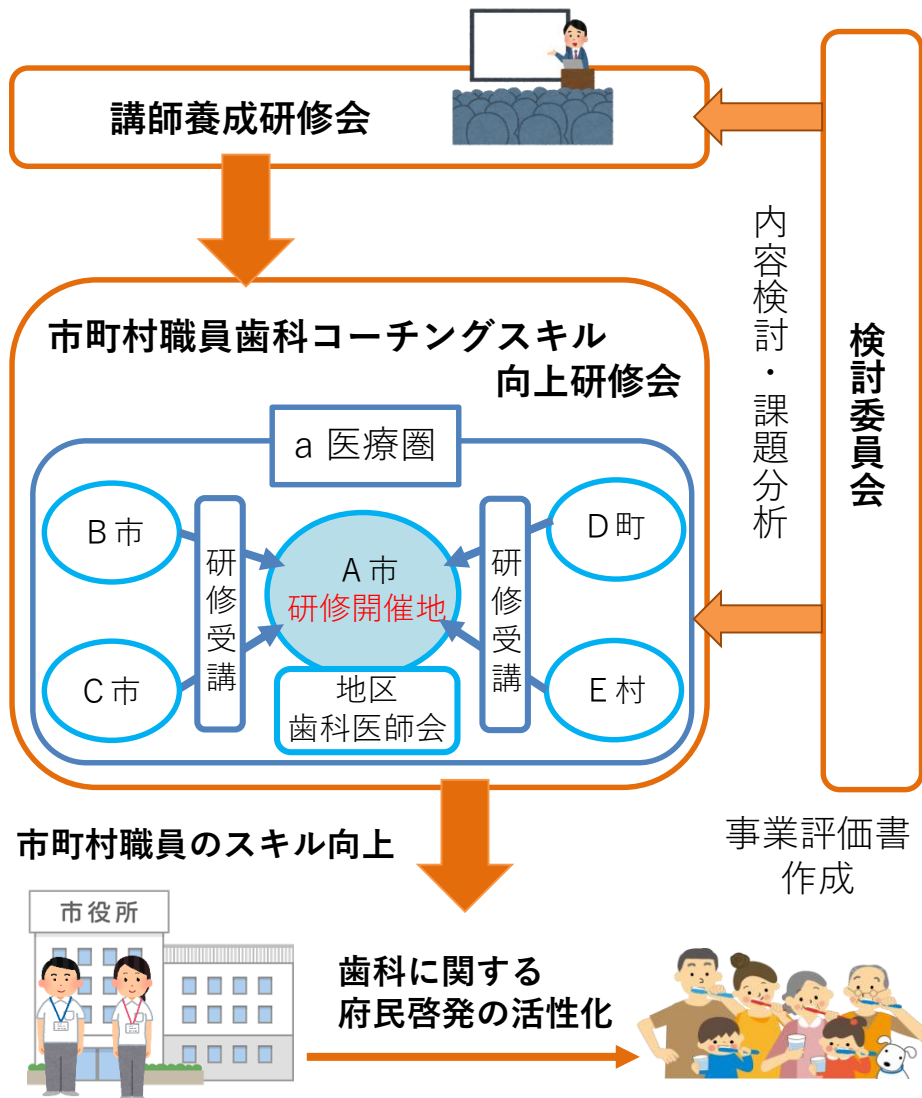 講師養成研修会
市町村職員歯科コーチングスキル
向上研修会
a 医療圏
B市
C市
研修受講
A市
研修開催地
地区
歯科医師会
研修受講
D町
E村
内容検討・課題分析
検討委員会
市町村職員のスキル向上
事業評価書
作成
市役所
歯科に関する
府民啓発の活性化